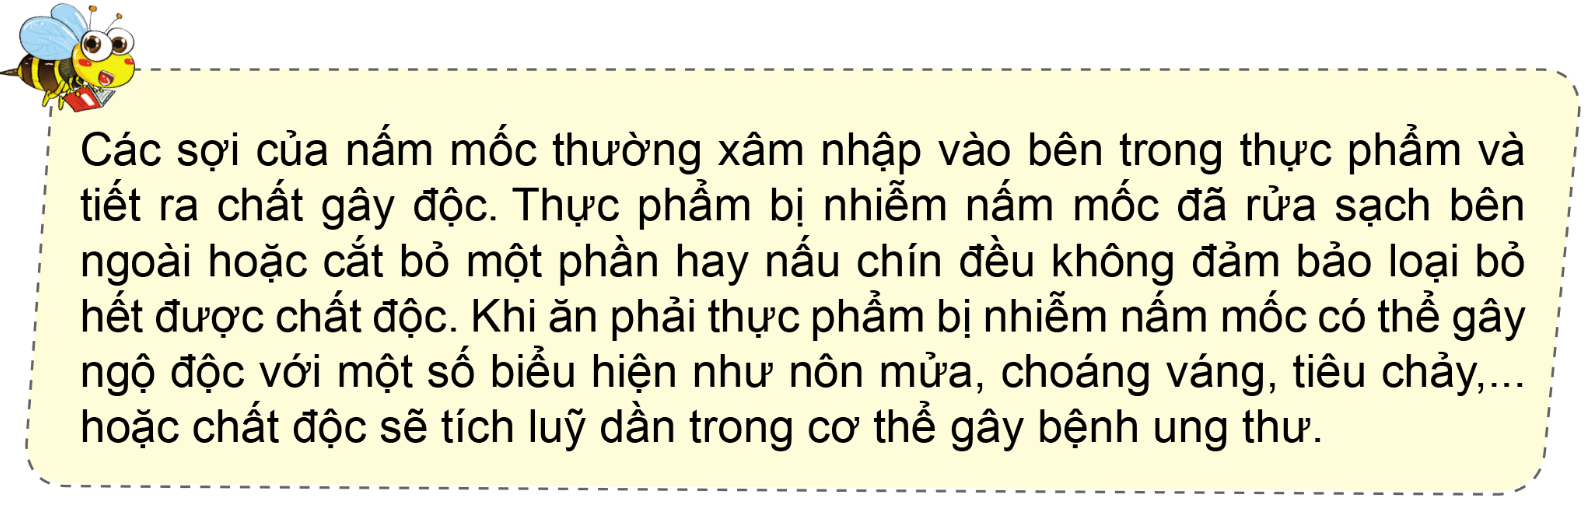 Các sợi của nấm mốc thường xâm nhập vào bên trong thực phẩm và
tiết ra chất gây độc. Thực phẩm bị nhiễm nấm mốc đã rửa sạch bên
ngoài hoặc cắt bỏ một phần hay nấu chín đều không đảm bảo loại bỏ
hết được chất độc. Khi ăn phải thực phẩm bị nhiễm nấm mốc có thể gây
ngộ độc với một số biểu hiện như nôn mửa, choáng váng, tiêu chảy,...
hoặc chất độc sẽ tích luỹ dần trong cơ thể gây bệnh ung thư.